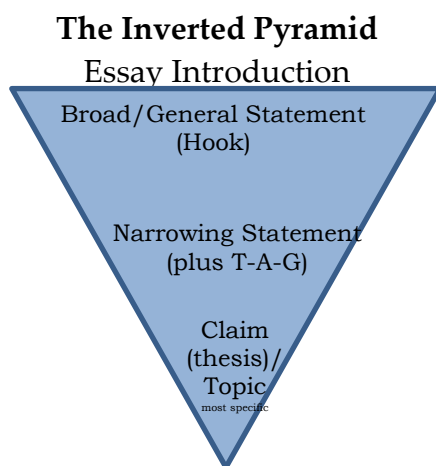 The Inverted Pyramid
Essay Introduction
Broad/General Statement
(Hook)
Narrowing Statement
(plus T-A-G)
Claim
(thesis)/
Topic
most specific